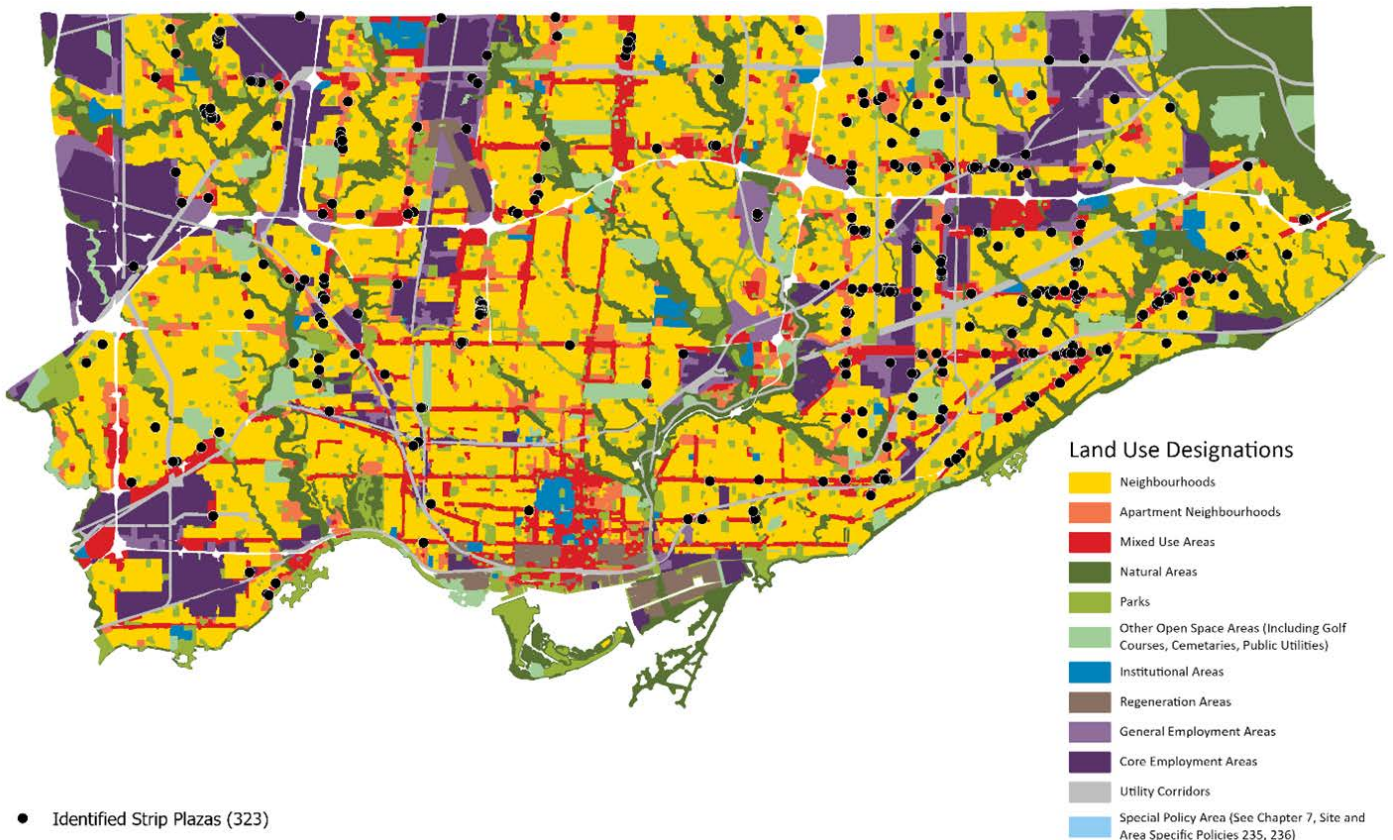 Land Use Designations
Neighbourhoods
Apartment Neighbourhoods
Mixed Use Areas
Natural Areas
Parks
Other Open Space Areas (Including Golf
Courses, Cemetaries, Public Utilities)
Institutional Areas
Regeneration Areas
General Employment Areas
Core Employment Areas
Utility Corridors
Special Policy Area (See Chapter 7, Site and
Area Specific Policies 235, 236)
Identified Strip Plazas (323)